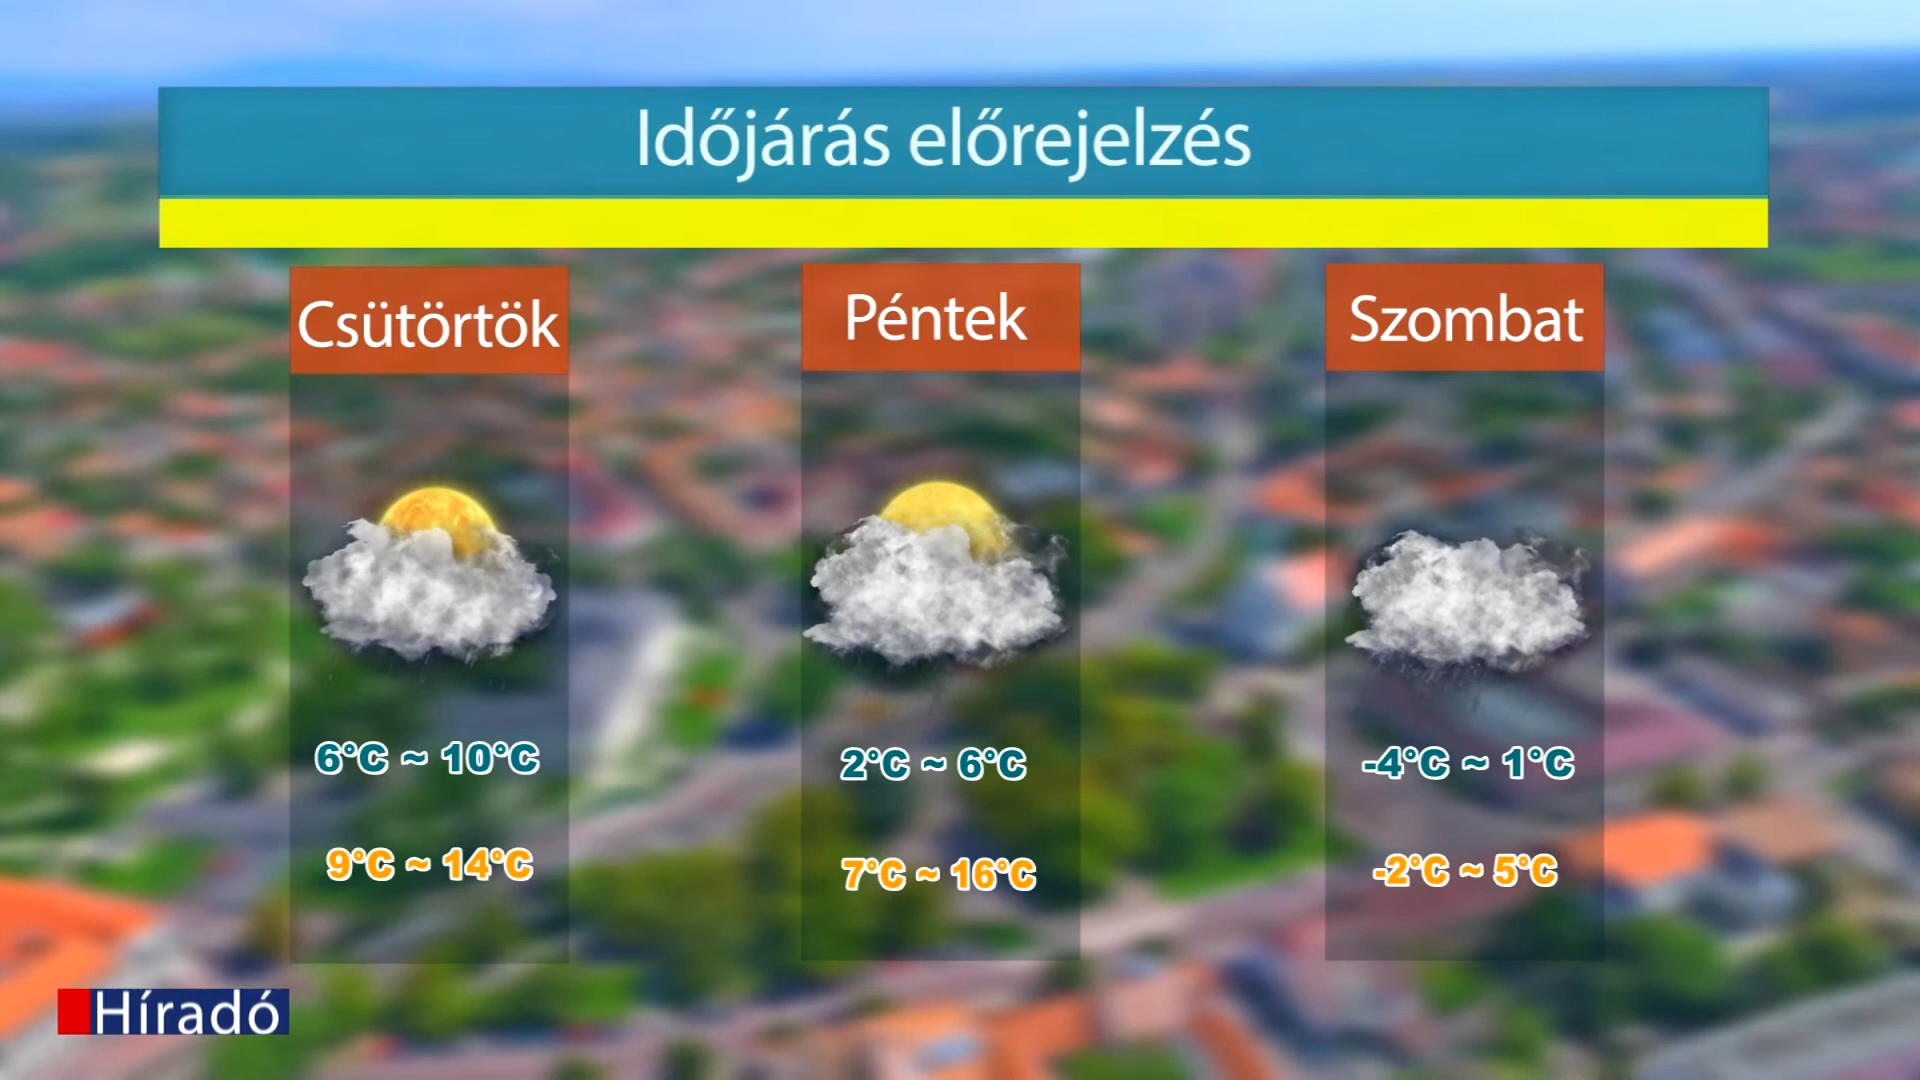 Időjárás előrejelzés
Csütörtök
6°C ~ 10°C
9°C ~ 14°C
Péntek
2°C ~ 6°C
7°C ~ 16°C
Szombat
-4°C ~ 1°C
-2°C ~ 5°C
Híradó